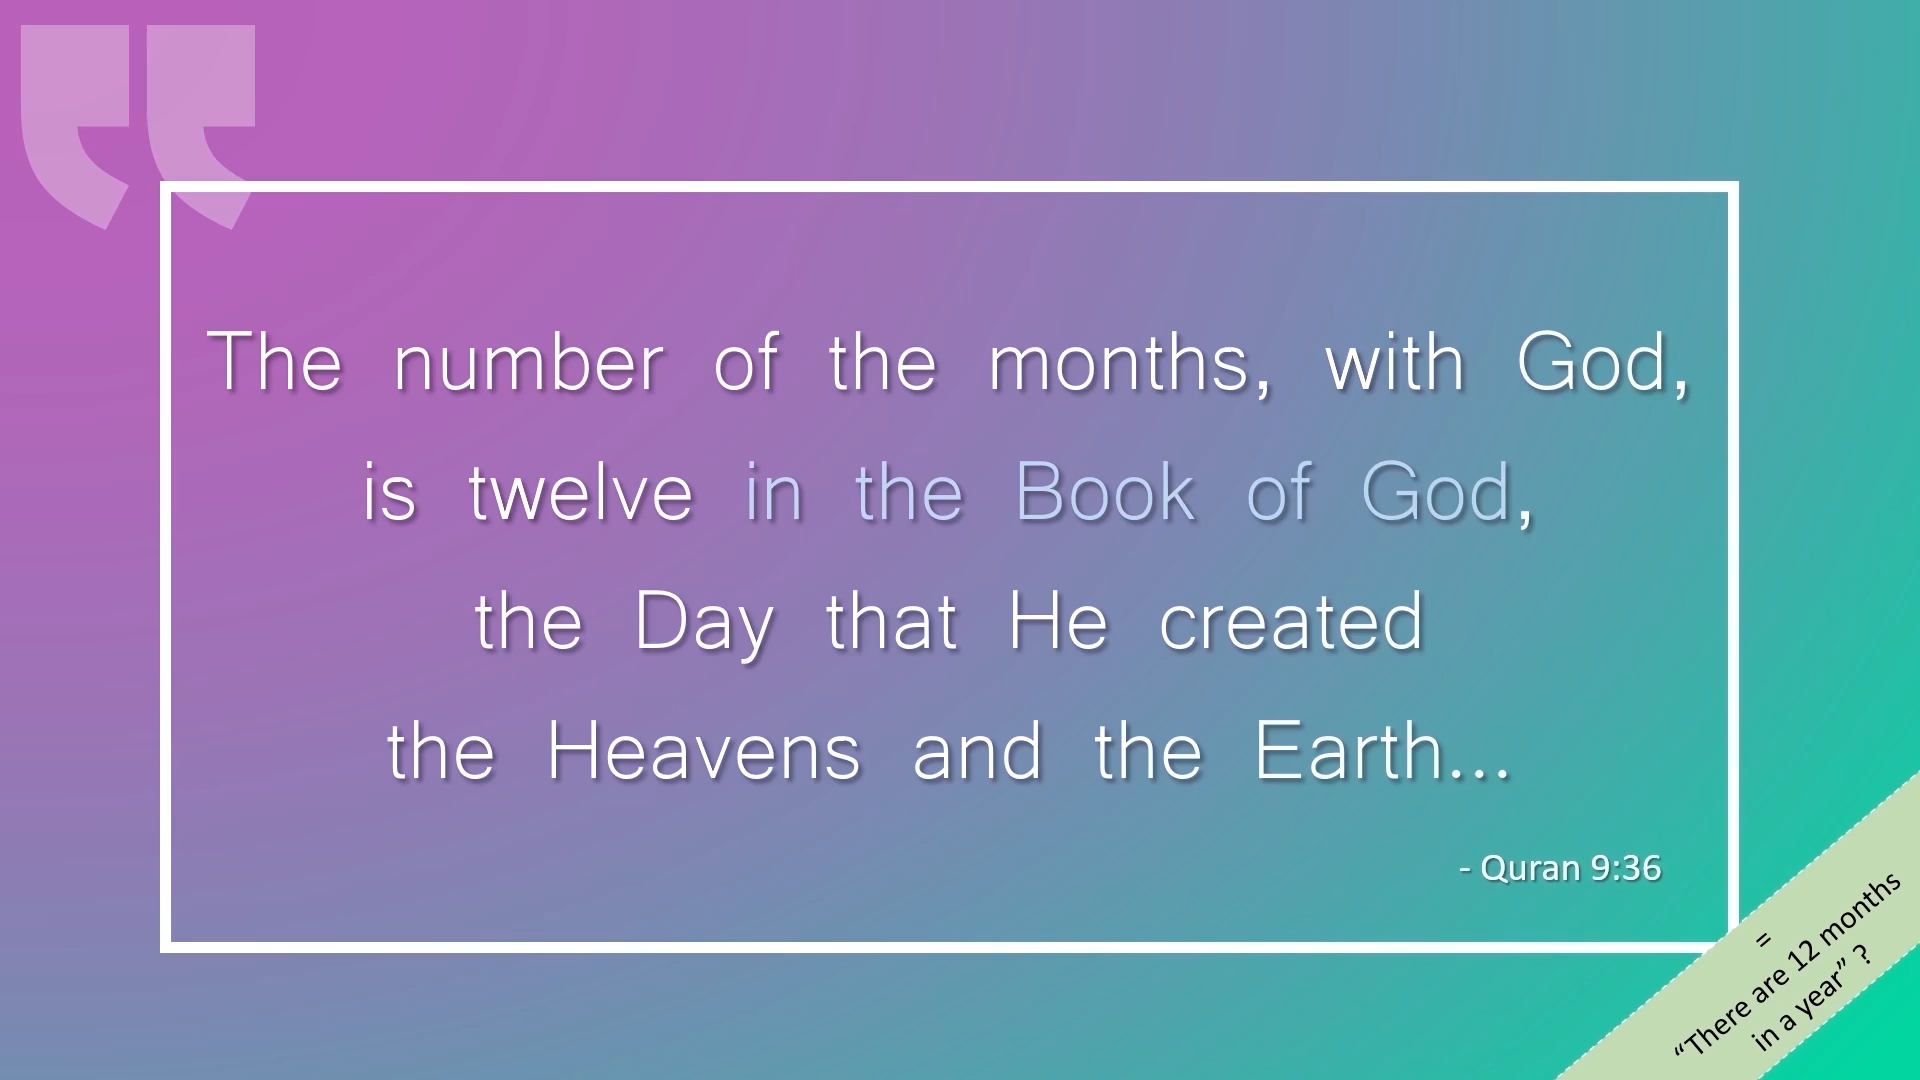 The number of the months, with God,
is twelve in the Book of God,
the Day that He created
the Heavens and the Earth...
- Quran 9:36
=
“There are 12 months
in a year” ?